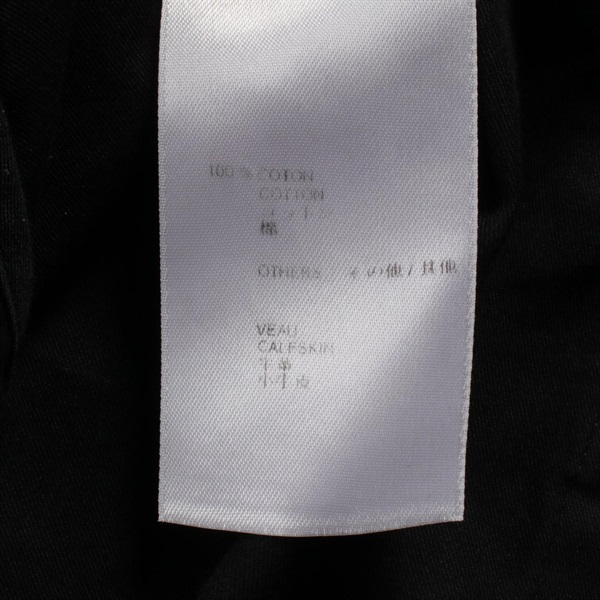 100 % COTON
COTTON
コットン
棉
OTHERS その他 / 其他
VEAU
CALFSKIN
牛革
小牛皮